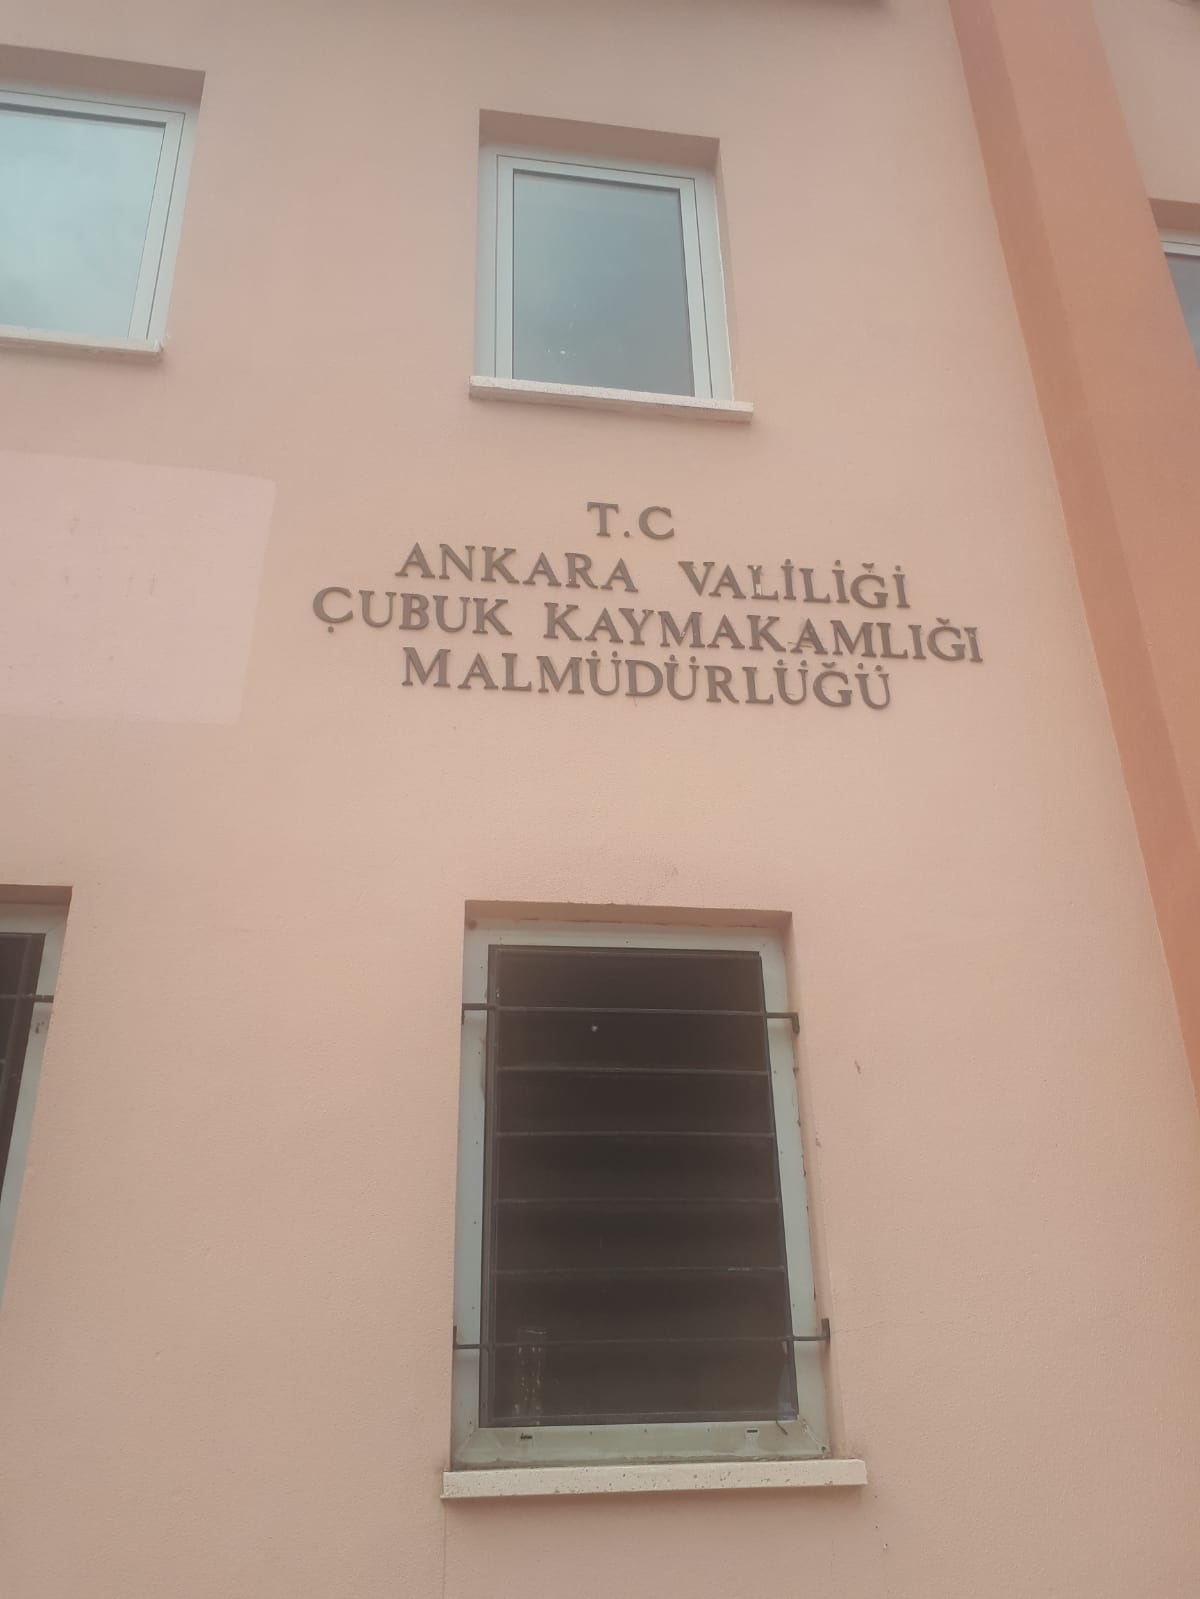 T.C
ANKARA VALİLİĞİ
ÇUBUK KAYMAKAMLIĞI
MALMÜDÜRLÜĞÜ